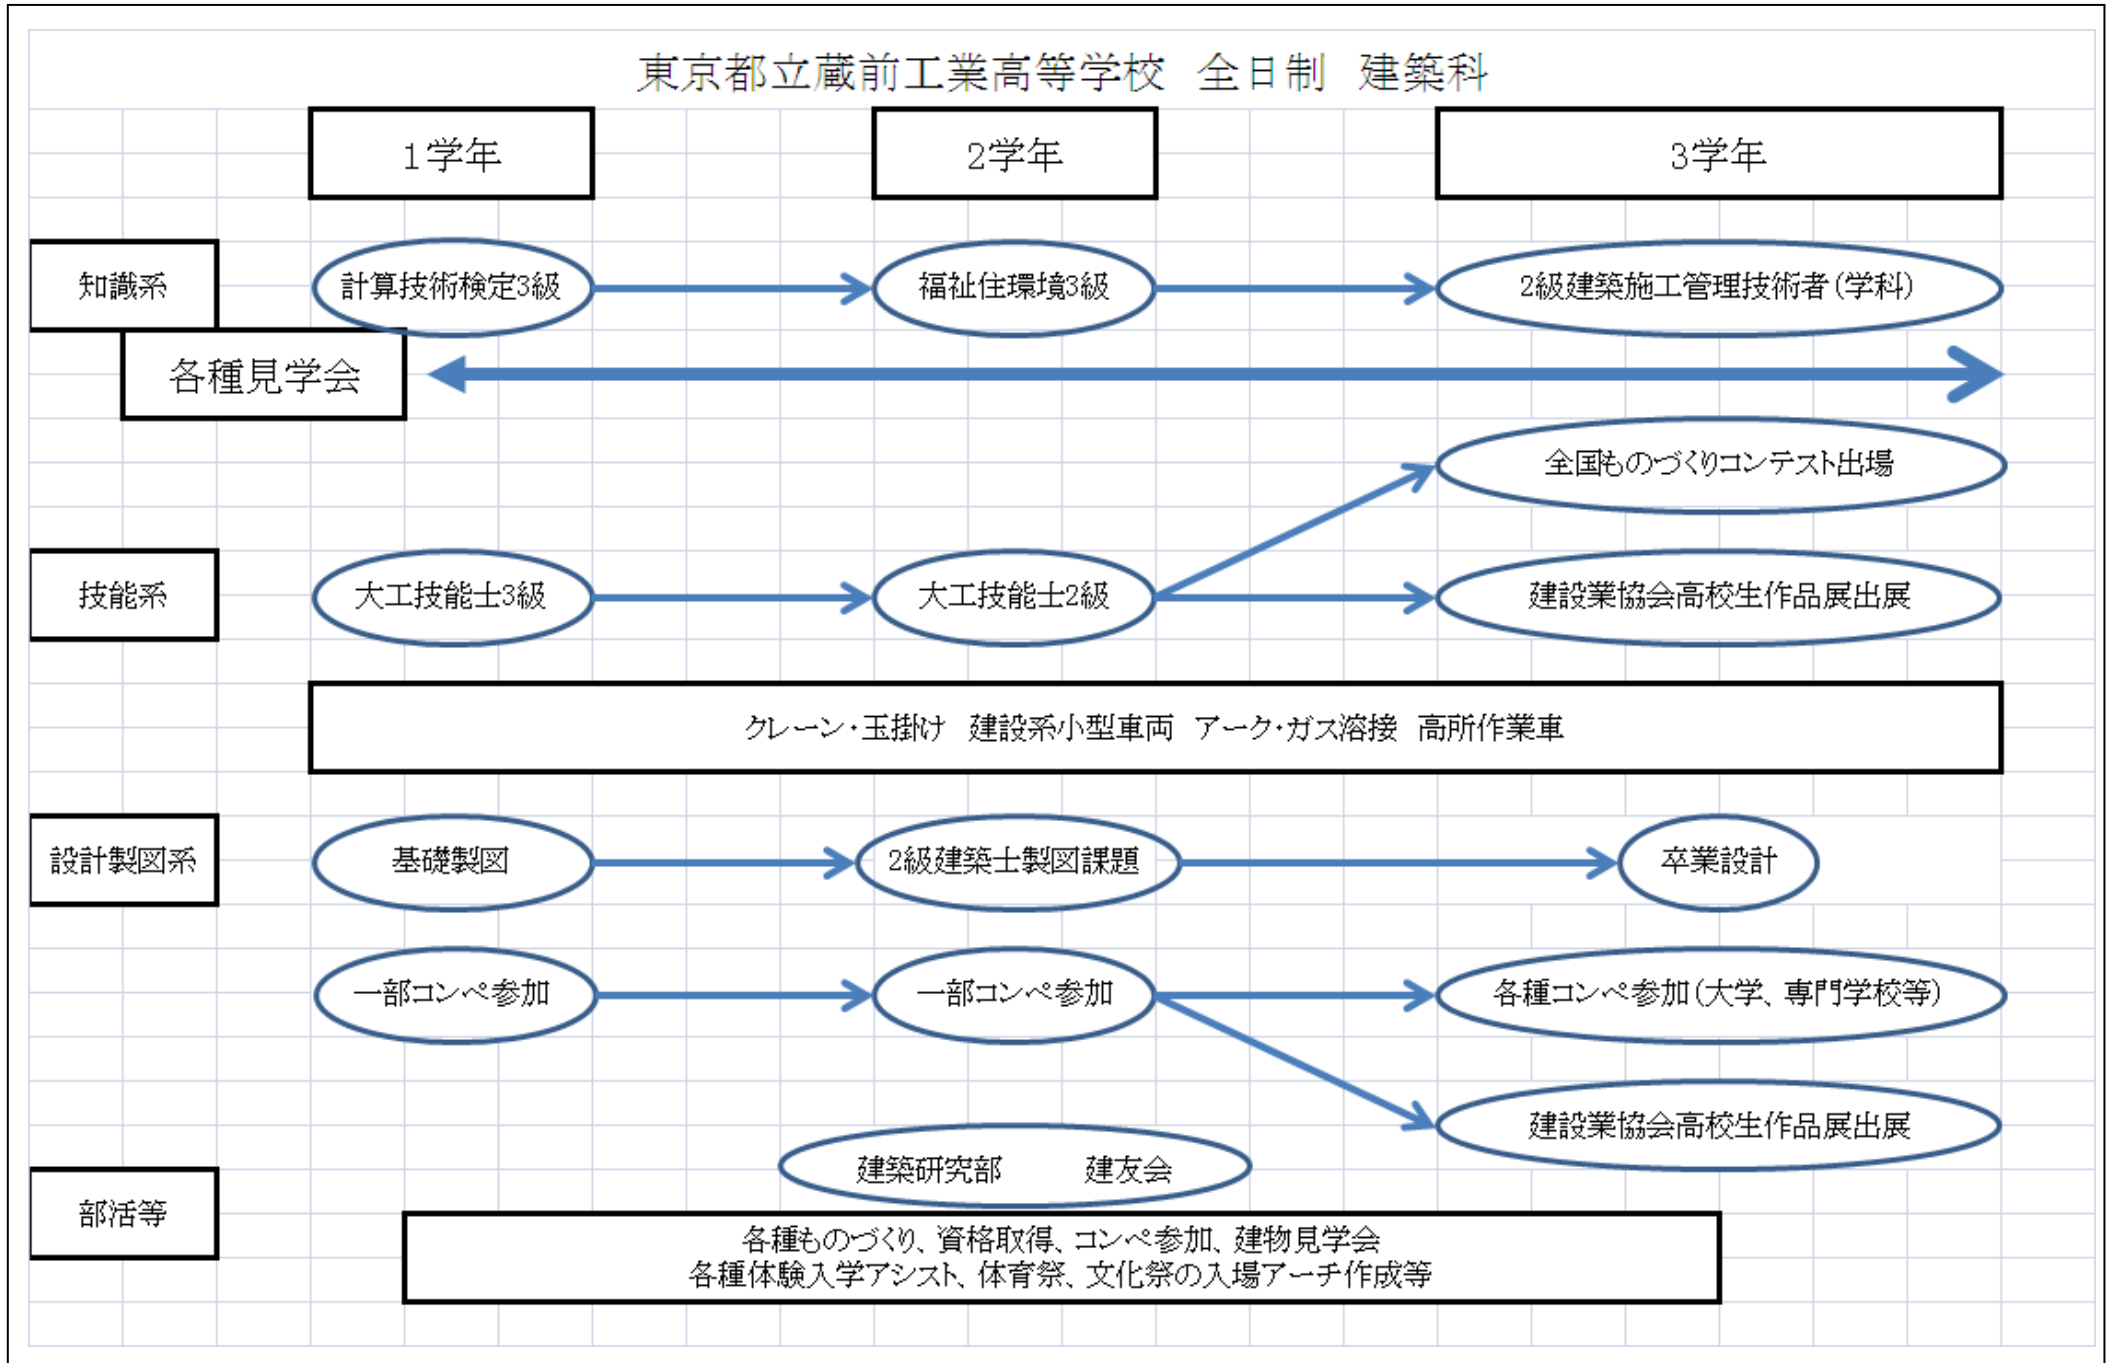 東京都立蔵前工業高等学校　全日制　建築科
1学年
2学年
3学年
知識系
計算技術検定3級
福祉住環境3級
2級建築施工管理技術者(学科)
各種見学会
全国ものづくりコンテスト出場
技能系
大工技能士3級
大工技能士2級
建設業協会高校生作品展出展
クレーン・玉掛け　建設系小型車両　アーク・ガス溶接　高所作業車
設計製図系
基礎製図
2級建築士製図課題
卒業設計
一部コンペ参加
一部コンペ参加
各種コンペ参加(大学、専門学校等)
建設業協会高校生作品展出展
建築研究部　建友会
部活等
各種ものづくり、資格取得、コンペ参加、建物見学会
各種体験入学アシスト、体育祭、文化祭の入場アーチ作成等